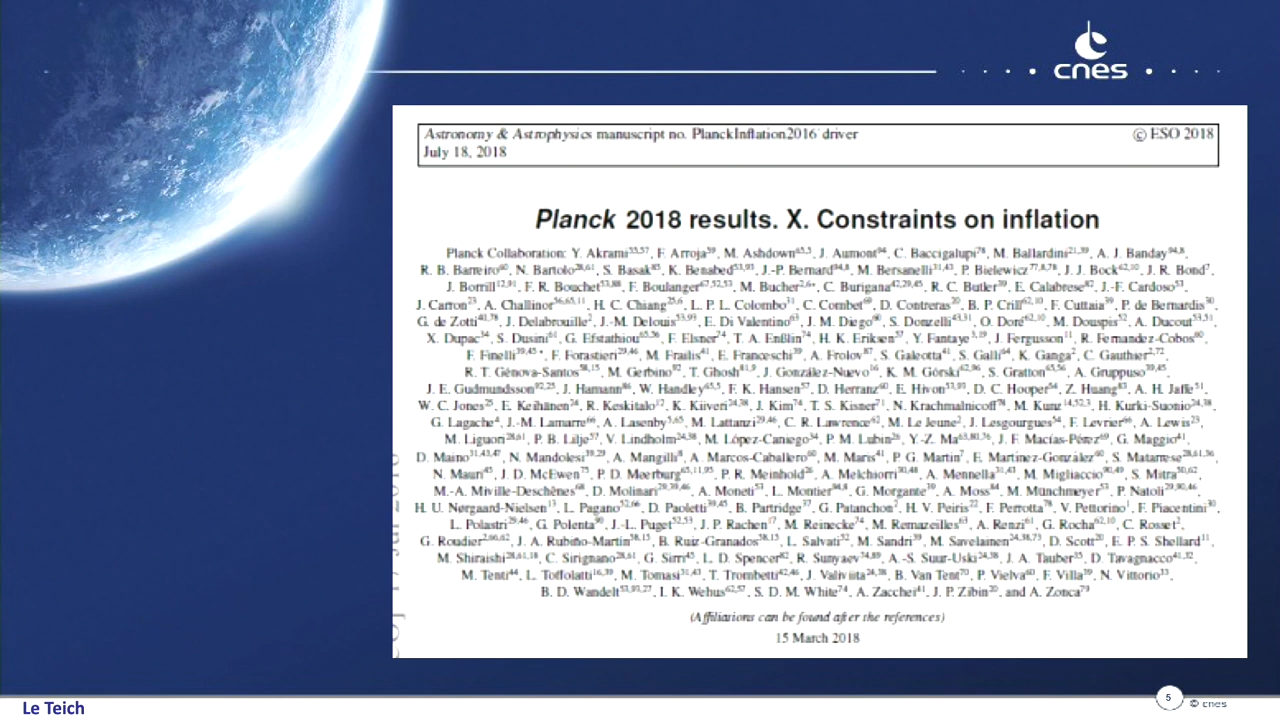 cnes
Astronomy & Astrophysics manuscript no. PlanckInflation2016 driver
© ESO 2018
July 18, 2018
Planck 2018 results. X. Constraints on inflation
Planck Collaboration: Y. Akrami, F. Arroja, M. Ashdown, J. Aumont, C. Baccigalupi, M. Ballardini, A. J. Banday,
R. B. Barreiro, N. Bartolo, S. Basak, K. Benabed, J.-P. Bernard, M. Bersanelli, P. Bielewicz, J. J. Bock, J. R. Bond,
J. Borrill, F. R. Bouchet, F. Boulanger, M. Bucher, C. Burigana, R. C. Butler, E. Calabrese, J.-F. Cardoso,
J. Carron, A. Challinor, H. C. Chiang, L. P. L. Colombo, C. Combet, D. Contreras, B. P. Crill, F. Cuttaia, P. de Bernardis,
G. de Zotti, J. Delabrouille, J.-M. Delouis, E. Di Valentino, J. M. Diego, S. Donzelli, O. Doré, M. Douspis, A. Ducout,
X. Dupac, S. Dusini, G. Efstathiou, F. Elsner, T. A. Enßlin, H. K. Eriksen, Y. Fantaye, J. Fergusson, R. Fernandez-Cobos,
F. Finelli, F. Forastieri, M. Frailis, E. Franceschi, A. Frolov, S. Galeotta, S. Galli, K. Ganga, C. Gauthier,
R. T. Génova-Santos, M. Gerbino, T. Ghosh, J. González-Nuevo, K. M. Górski, S. Gratton, A. Gruppuso,
J. E. Gudmundsson, J. Hamann, W. Handley, F. K. Hansen, D. Herranz, E. Hivon, D. C. Hooper, Z. Huang, A. H. Jaffe,
W. C. Jones, E. Keihänen, R. Keskitalo, K. Kiiveri, J. Kim, T. S. Kisner, N. Krachmalnicoff, M. Kunz, H. Kurki-Suonio,
G. Lagache, J.-M. Lamarre, A. Lasenby, M. Lattanzi, C. R. Lawrence, M. Le Jeune, J. Lesgourgues, F. Levrier, A. Lewis,
M. Liguori, P. B. Lilje, V. Lindholm, M. López-Caniego, P. M. Lubin, Y.-Z. Ma, J. F. Macías-Pérez, G. Maggio,
D. Maino, N. Mandolesi, A. Mangilli, A. Marcos-Caballero, M. Maris, P. G. Martin, E. Martínez-González, S. Matarrese,
N. Mauri, J. D. McEwen, P. D. Meerburg, P. R. Meinhold, A. Melchiorri, A. Mennella, M. Migliaccio, S. Mitra,
M.-A. Miville-Deschênes, D. Molinari, A. Moneti, L. Montier, G. Morgante, A. Moss, M. Münchmeyer, P. Natoli,
H. U. Nørgaard-Nielsen, L. Pagano, D. Paoletti, B. Partridge, G. Patanchon, H. V. Peiris, F. Perrotta, V. Pettorino, F. Piacentini,
L. Polastri, G. Polenta, J.-L. Puget, J. P. Rachen, M. Reinecke, M. Remazeilles, A. Renzi, G. Rocha, C. Rosset,
G. Roudier, J. A. Rubiño-Martín, B. Ruiz-Granados, L. Salvati, M. Sandri, M. Savelainen, D. Scott, E. P. S. Shellard,
M. Shiraishi, C. Sirignano, G. Sirri, L. D. Spencer, R. Sunyaev, A.-S. Suur-Uski, J. A. Tauber, D. Tavagnacco,
M. Tenti, L. Toffolatti, M. Tomasi, T. Trombetti, J. Valiviita, B. Van Tent, P. Vielva, F. Villa, N. Vittorio,
B. D. Wandelt, I. K. Wehus, S. D. M. White, A. Zacchei, J. P. Zibin, and A. Zonca
(Affiliations can be found after the references)
15 March 2018
Le Teich
5
© cnes